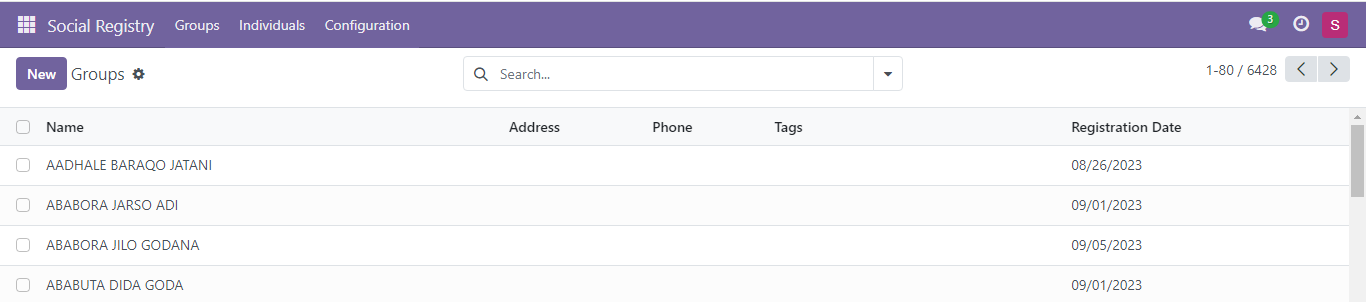 Social Registry Groups Individuals Configuration 3 S
New Groups Search... 1-80 / 6428
Name Address Phone Tags Registration Date
AADHALE BARAQO JATANI 08/26/2023
ABABORA JARSO ADI 09/01/2023
ABABORA JILO GODANA 09/05/2023
ABABUTA DIDA GODA 09/01/2023